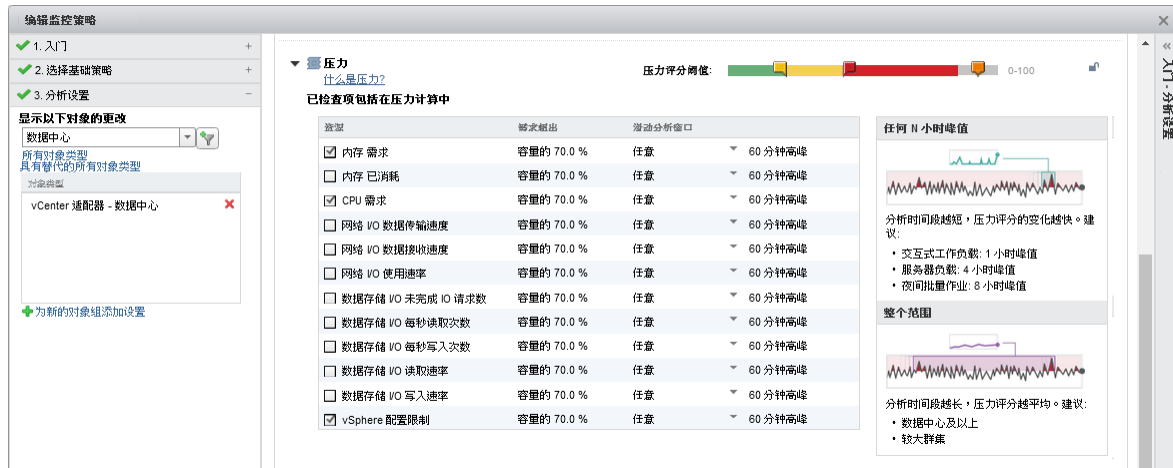 编辑监控策略
1. 入门
2. 选择基础策略
3. 分析设置
显示以下对象的更改
数据中心
所有对象类型
具有替代的所有对象类型
对象类型
vCenter 适配器 - 数据中心
为新的对象组添加设置
压力
什么是压力?
压力评分阈值:
0-100
已检查项包括在压力计算中
资源 需求超出 滑动分析窗口
内存 需求 容量的 70.0 % 任意 60 分钟高峰
内存 已消耗 容量的 70.0 % 任意 60 分钟高峰
CPU 需求 容量的 70.0 % 任意 60 分钟高峰
网络 I/O 数据传输速度 容量的 70.0 % 任意 60 分钟高峰
网络 I/O 数据接收速度 容量的 70.0 % 任意 60 分钟高峰
网络 I/O 使用速率 容量的 70.0 % 任意 60 分钟高峰
数据存储 I/O 未完成 IO 请求数 容量的 70.0 % 任意 60 分钟高峰
数据存储 I/O 每秒读取次数 容量的 70.0 % 任意 60 分钟高峰
数据存储 I/O 每秒写入次数 容量的 70.0 % 任意 60 分钟高峰
数据存储 I/O 读取速率 容量的 70.0 % 任意 60 分钟高峰
数据存储 I/O 写入速率 容量的 70.0 % 任意 60 分钟高峰
vSphere 配置限制 容量的 70.0 % 任意 60 分钟高峰
任何 N 小时峰值
分析时间段越短，压力评分的变化越快。建
议:
• 交互式工作负载: 1 小时峰值
• 服务器负载: 4 小时峰值
• 夜间批量作业: 8 小时峰值
整个范围
分析时间段越长，压力评分越平均。建议:
• 数据中心及以上
• 较大群集
入门 - 分析设置